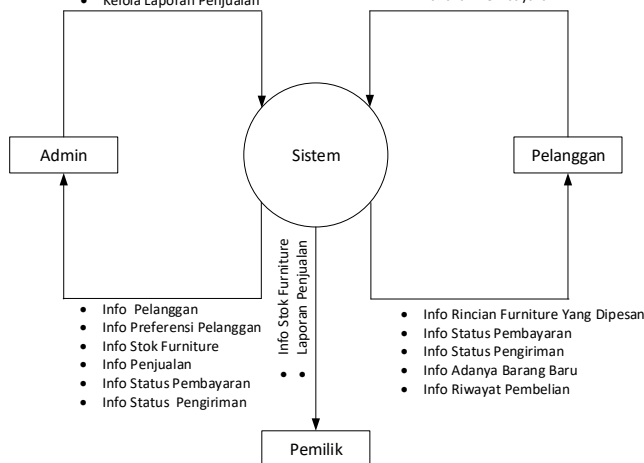 • Kelola Laporan Penjualan
Admin
Sistem
Pelanggan
• Info Stok Furniture
• Laporan Penjualan
• Info Pelanggan
• Info Preferensi Pelanggan
• Info Stok Furniture
• Info Penjualan
• Info Status Pembayaran
• Info Status Pengiriman
• Info Rincian Furniture Yang Dipesan
• Info Status Pembayaran
• Info Status Pengiriman
• Info Adanya Barang Baru
• Info Riwayat Pembelian
Pemilik